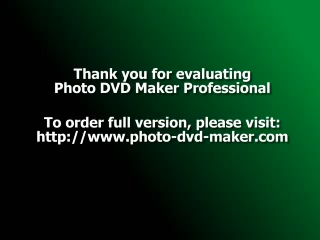 Thank you for evaluating
Photo DVD Maker Professional
To order full version, please visit:
http://www.photo-dvd-maker.com